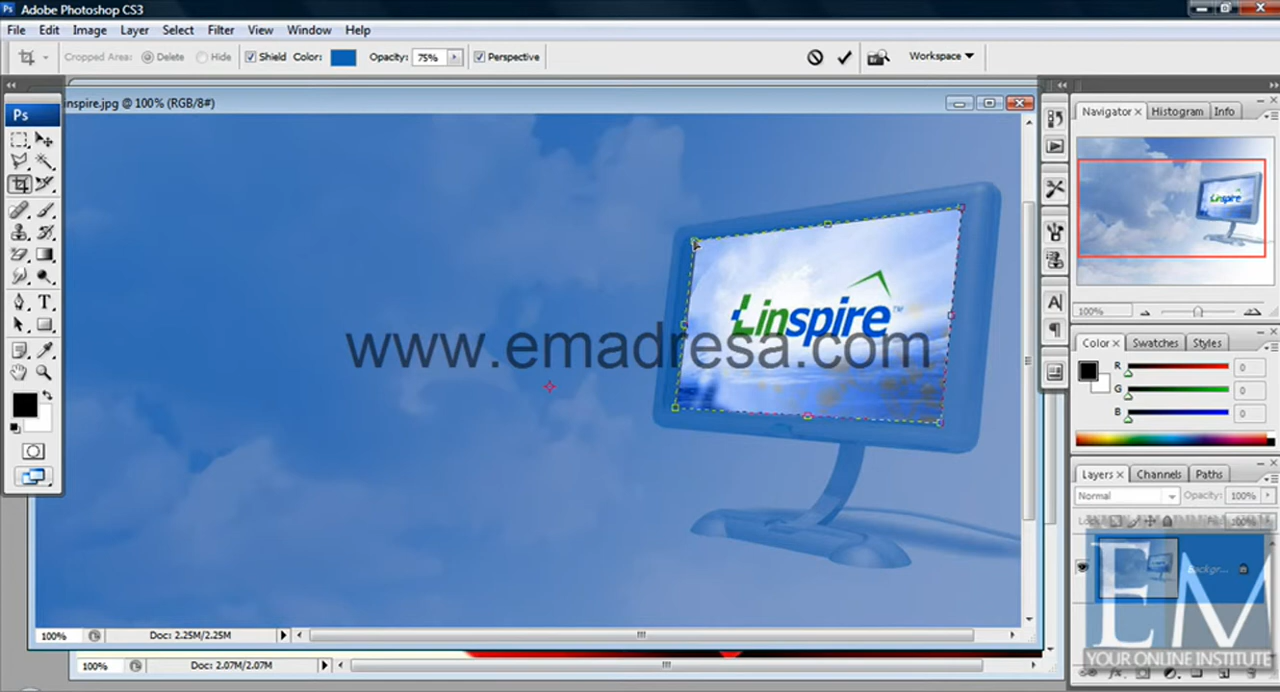 Ps Adobe Photoshop CS3
File Edit Image Layer Select Filter View Window Help
Cropped Area: Delete Hide Shield Color: Opacity: 75% Perspective Workspace
Ps
inspire.jpg @ 100% (RGB/8#)
Linspire™
www.emadresa.com
100% Doc: 2.25M/2.25M
100% Doc: 2.07M/2.07M
Navigator Histogram Info
Linspire
100%
Color Swatches Styles
R 0
G 0
B 0
Layers Channels Paths
Normal Opacity: 100%
Backgr...
EM
YOUR ONLINE INSTITUTE